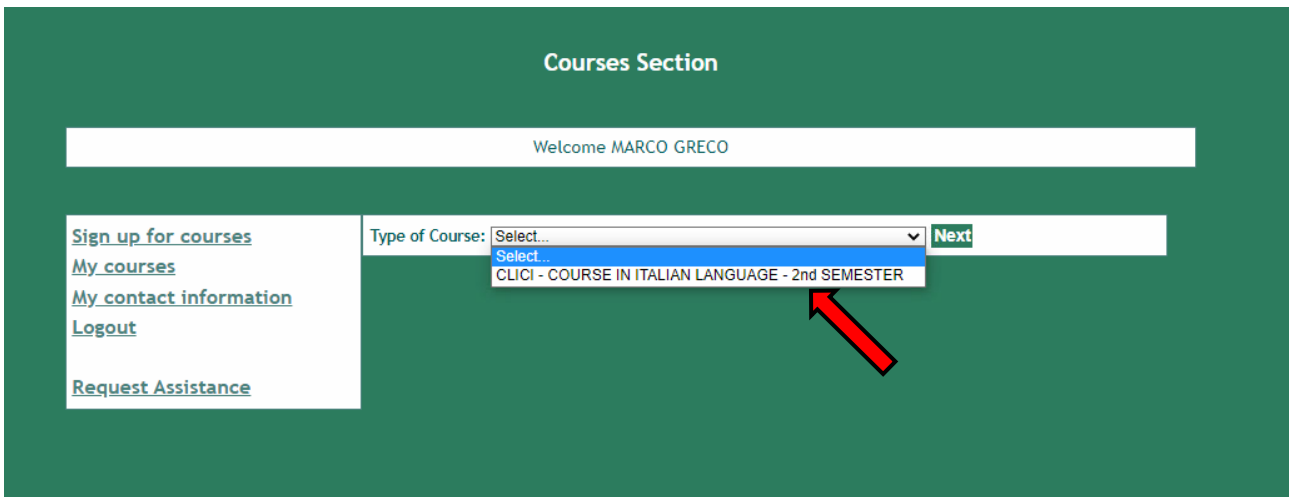 Courses Section
Welcome MARCO GRECO
Sign up for courses
My courses
My contact information
Logout
Request Assistance
Type of Course: Select... Next
Select...
CLICI - COURSE IN ITALIAN LANGUAGE - 2nd SEMESTER